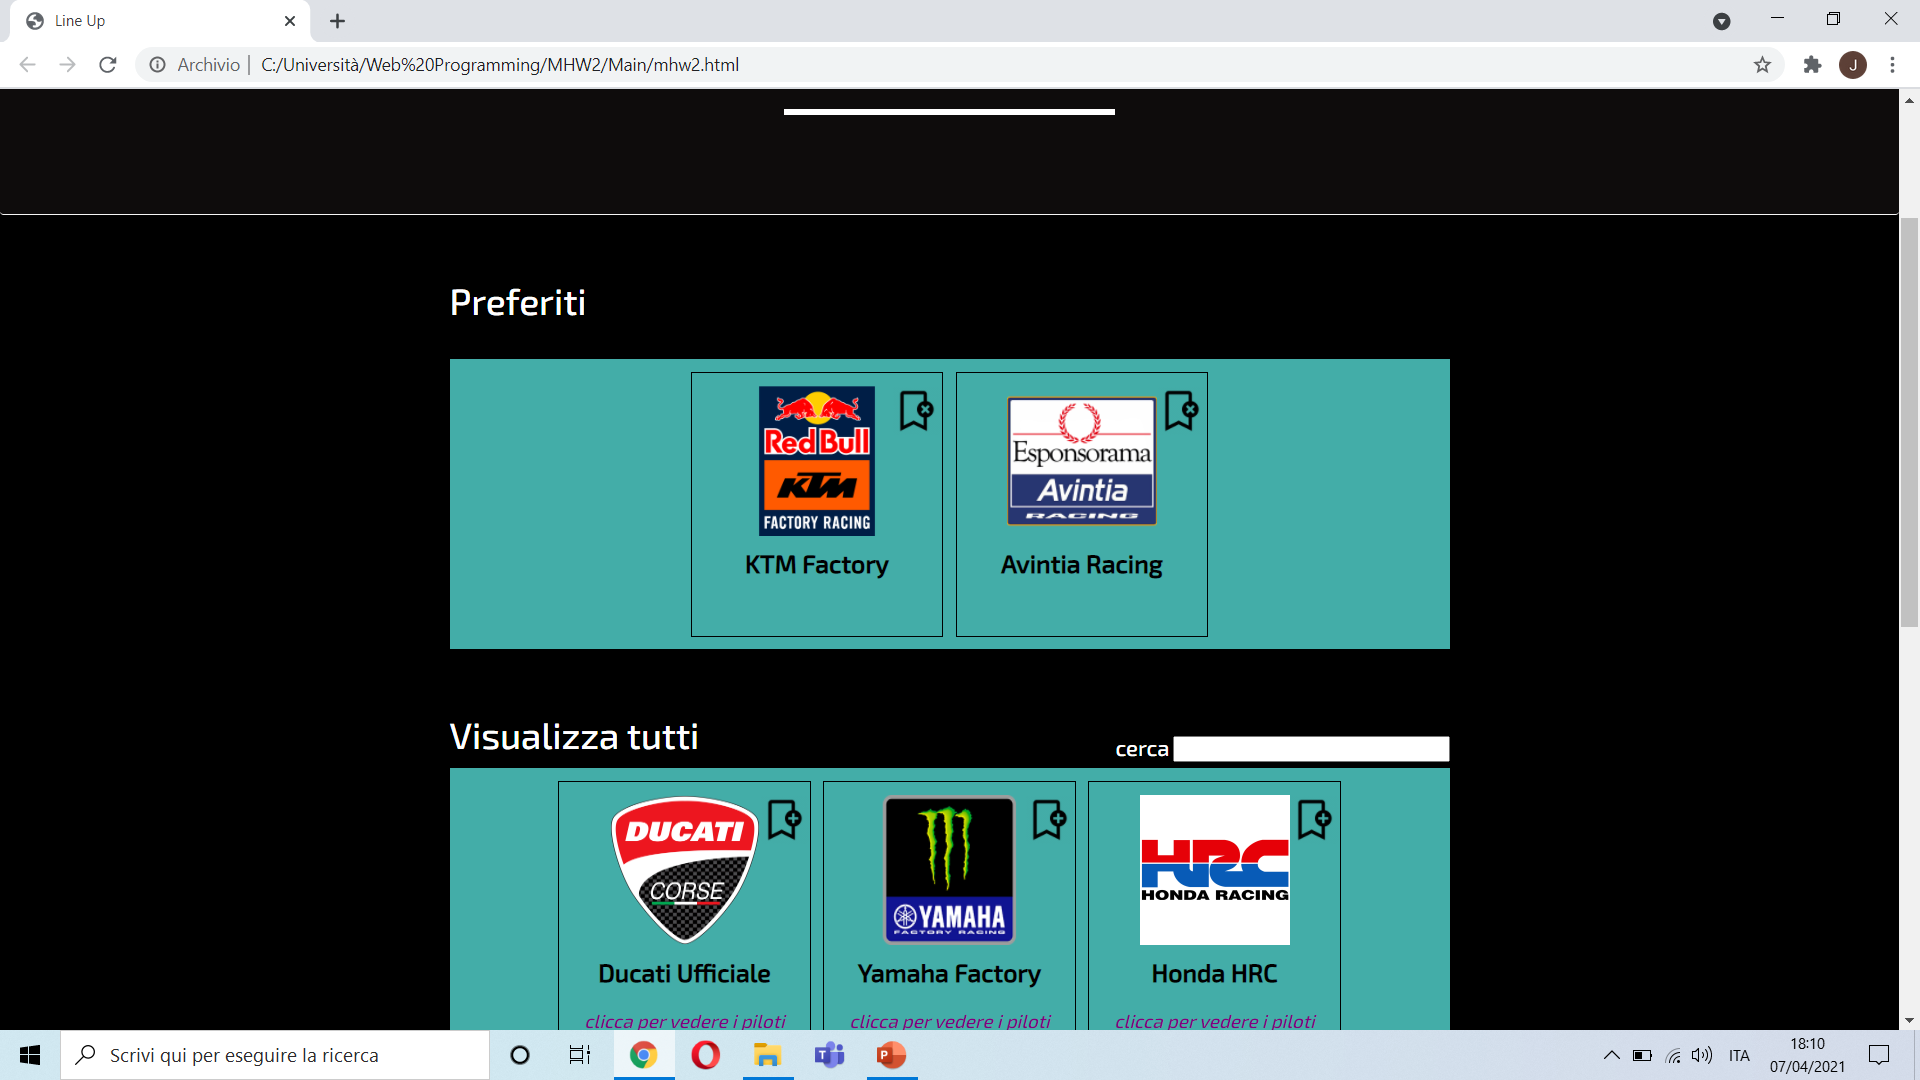 Line Up
Archivio
C:/Università/Web%20Programming/MHW2/Main/mhw2.html
J
Preferiti
Red Bull
KTM
FACTORY RACING
Esponsorama
Avintia
RACING
KTM Factory
Avintia Racing
Visualizza tutti
cerca
DUCATI
CORSE
YAMAHA
FACTORY RACING
HRC
HONDA RACING
Ducati Ufficiale
Yamaha Factory
Honda HRC
clicca per vedere i piloti
clicca per vedere i piloti
clicca per vedere i piloti
Scrivi qui per eseguire la ricerca
ITA
18:10
07/04/2021